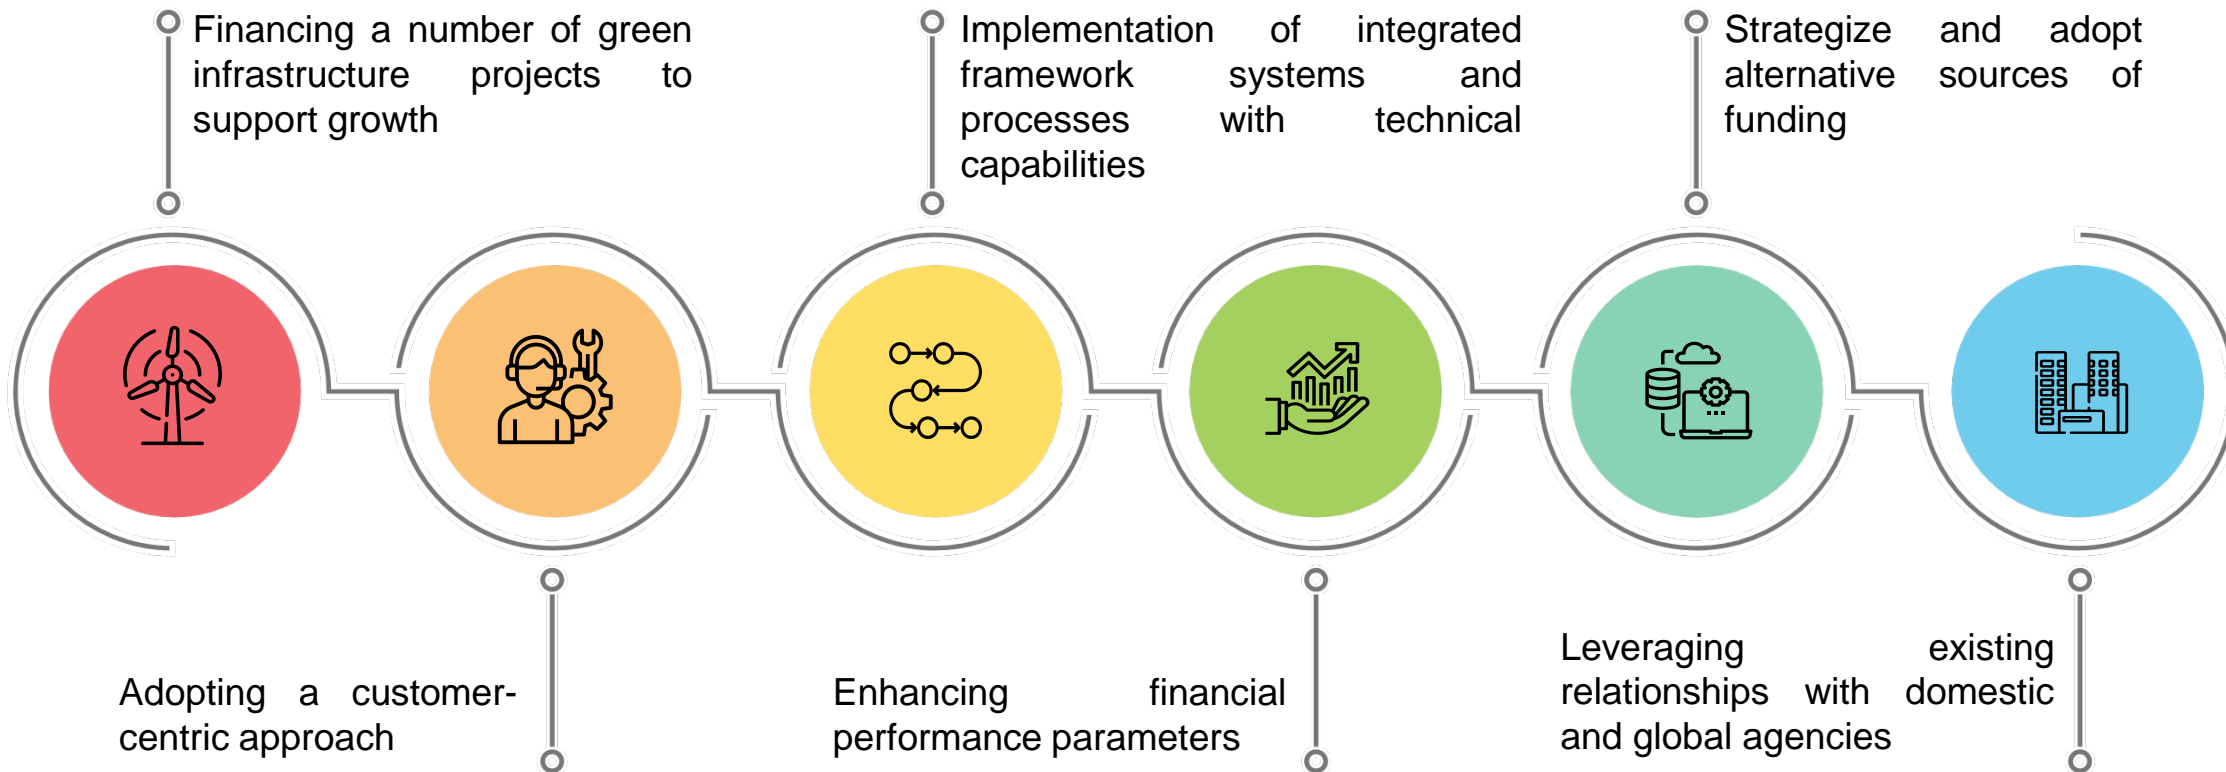 Financing a number of green
infrastructure projects to
support growth
Implementation of integrated
framework systems and
processes with technical
capabilities
Strategize and adopt
alternative sources of
funding
Adopting a customer-
centric approach
Enhancing financial
performance parameters
Leveraging existing
relationships with domestic
and global agencies